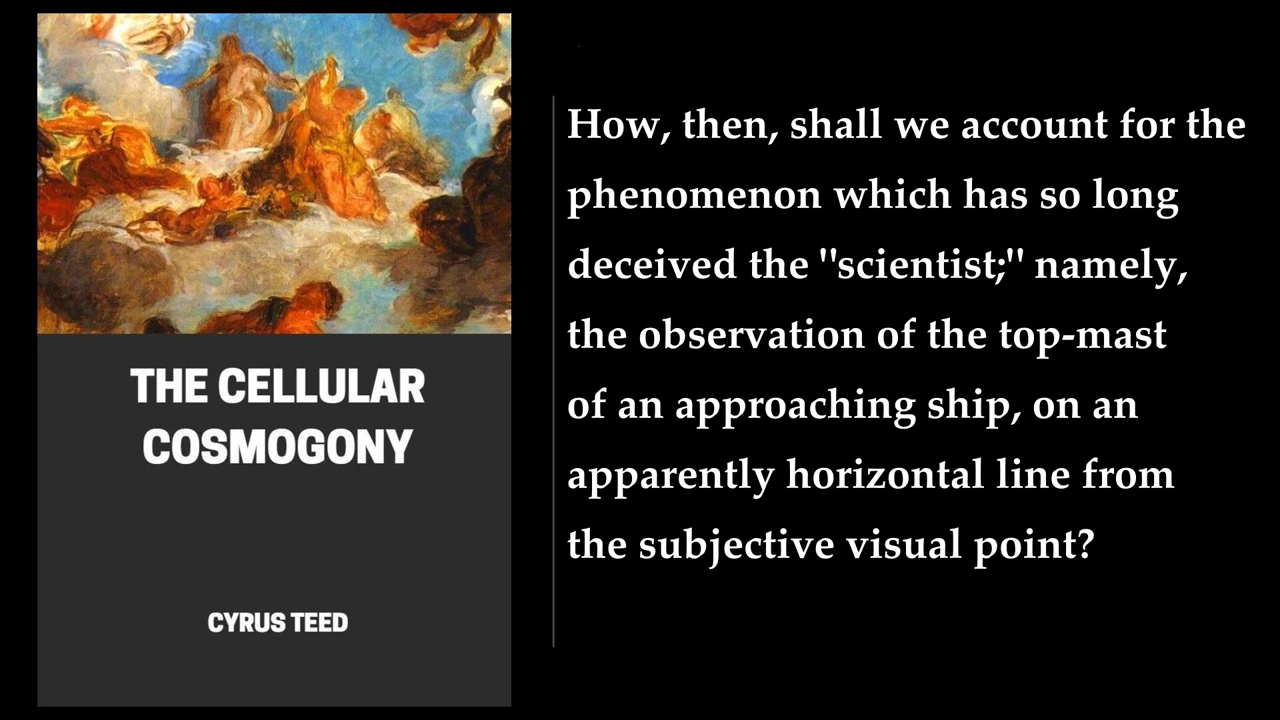 THE CELLULAR
COSMOGONY
CYRUS TEED
How, then, shall we account for the
phenomenon which has so long
deceived the "scientist;" namely,
the observation of the top-mast
of an approaching ship, on an
apparently horizontal line from
the subjective visual point?